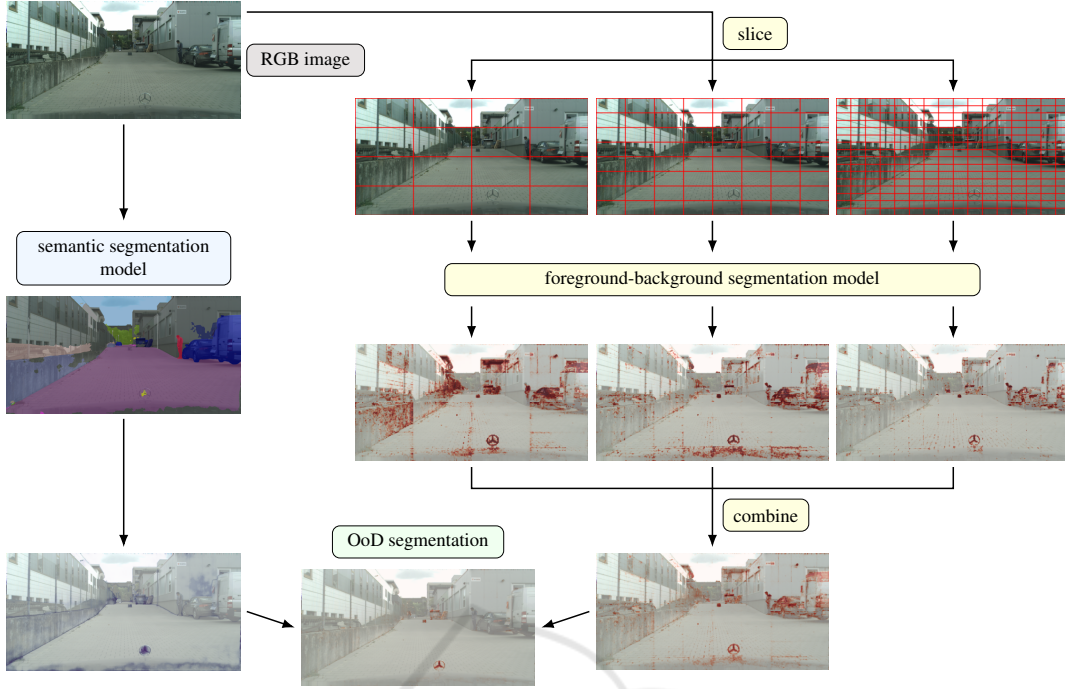 slice
RGB image
semantic segmentation
model
foreground-background segmentation model
combine
OoD segmentation